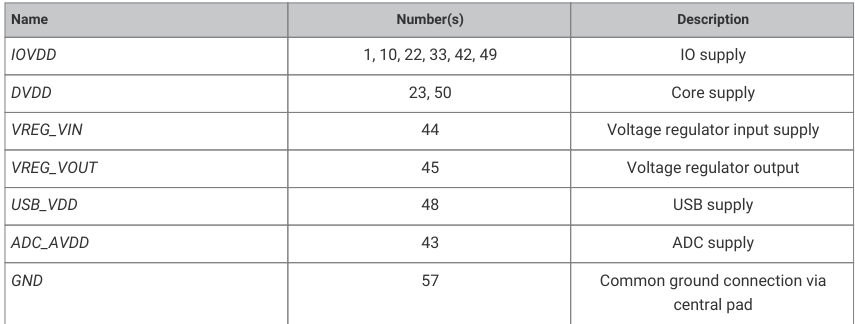 Name Number(s) Description
IOVDD 1, 10, 22, 33, 42, 49 IO supply
DVDD 23, 50 Core supply
VREG_VIN 44 Voltage regulator input supply
VREG_VOUT 45 Voltage regulator output
USB_VDD 48 USB supply
ADC_AVDD 43 ADC supply
GND 57 Common ground connection via
central pad